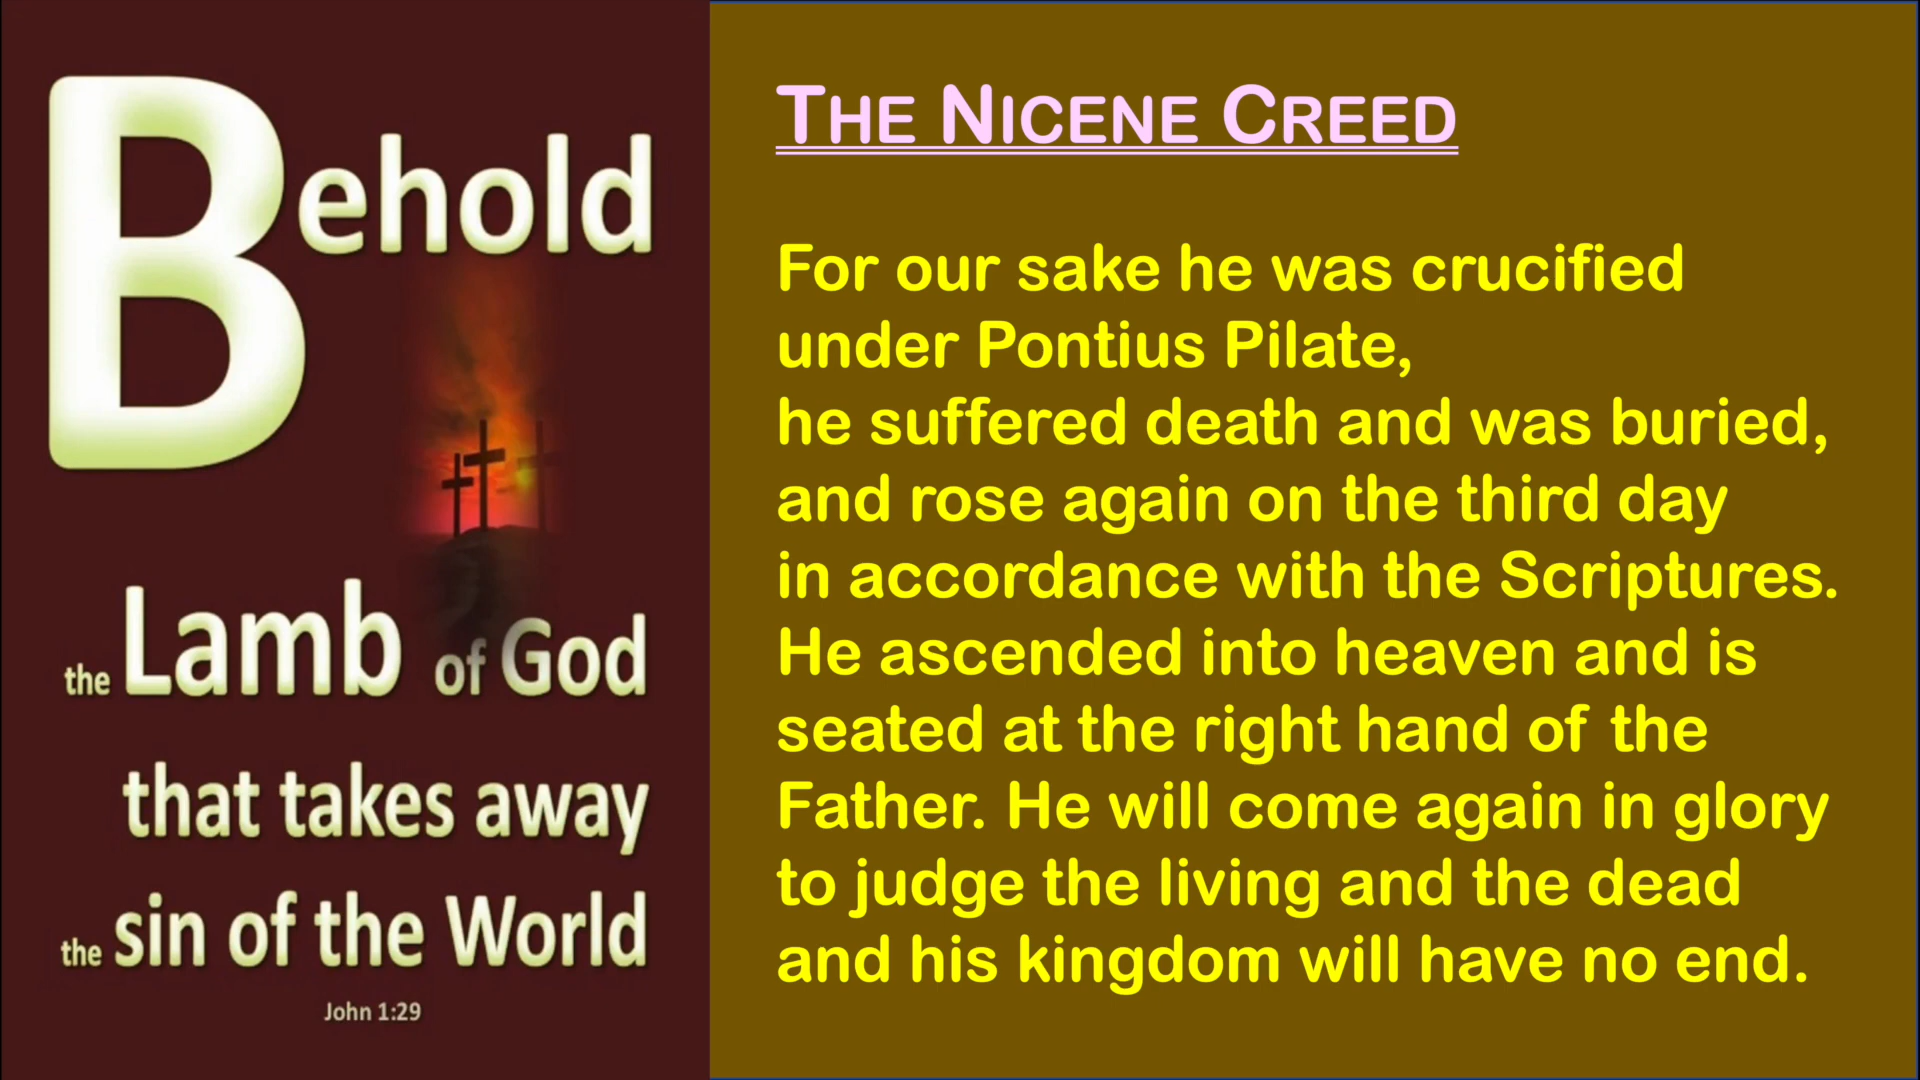 Behold
the Lamb of God
that takes away
the sin of the World
John 1:29
THE NICENE CREED
For our sake he was crucified
under Pontius Pilate,
he suffered death and was buried,
and rose again on the third day
in accordance with the Scriptures.
He ascended into heaven and is
seated at the right hand of the
Father. He will come again in glory
to judge the living and the dead
and his kingdom will have no end.